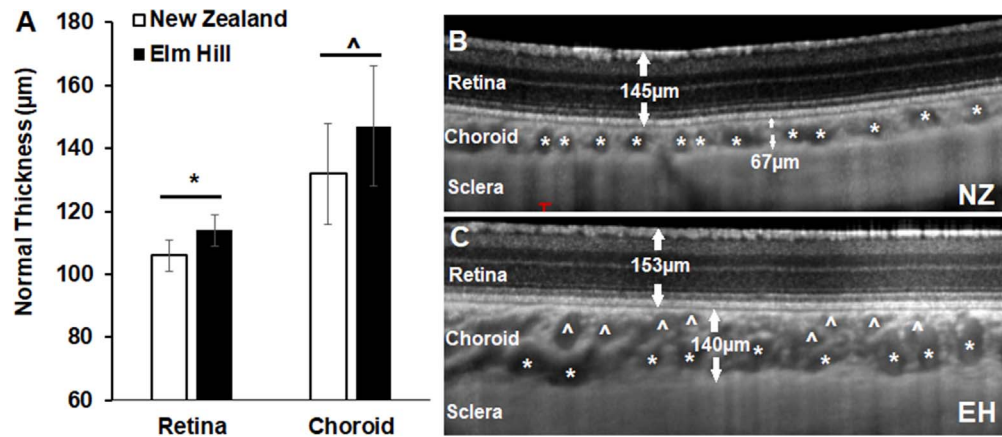 A
New Zealand
Elm Hill
Normal Thickness (µm)
180
160
140
120
100
80
60
*
^
Retina
Choroid
B
Retina
145µm
Choroid
* * * * * * * * * * *
67µm
Sclera
NZ
C
Retina
153µm
^ ^ ^ ^ ^ ^ ^ ^
Choroid
140µm
* * * * * * * * *
Sclera
EH